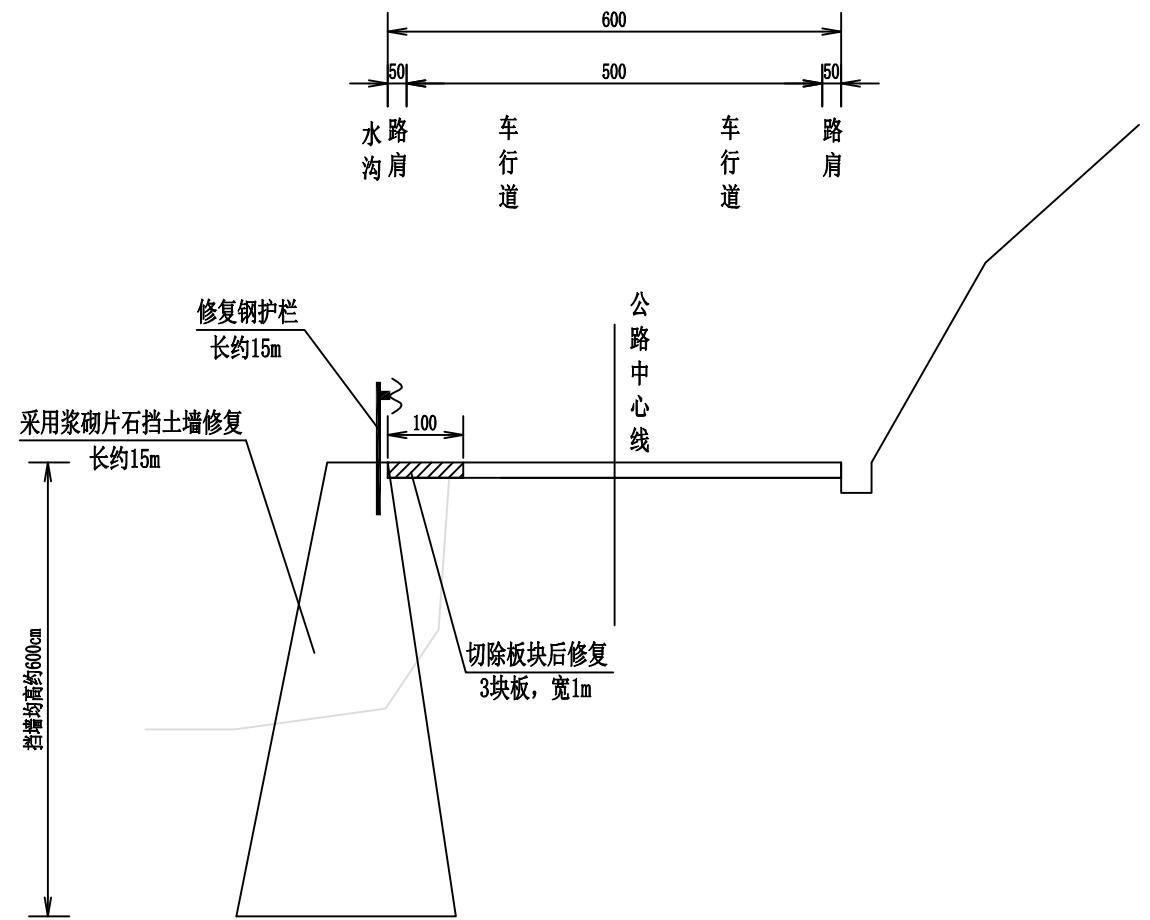 600
50
500
50
水沟
路肩
车行道
车行道
路肩
公路中心线
修复钢护栏
长约15m
采用浆砌片石挡土墙修复
长约15m
100
切除板块后修复
3块板，宽1m
挡墙均高约600cm